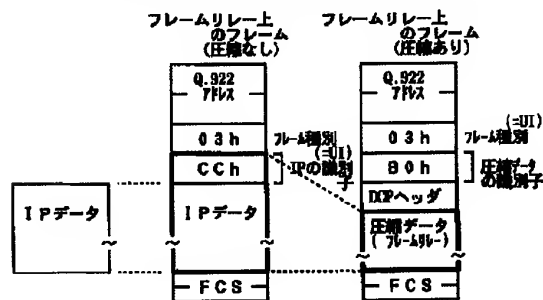 フレームリレー上
のフレーム
(圧縮なし)
フレームリレー上
のフレーム
(圧縮あり)
Q.922
アドレス
03h
フレーム種別
(=UI)
CCh
IPの識別子
IPデータ
IPデータ
FCS
Q.922
アドレス
03h
(=UI)
フレーム種別
80h
圧縮データ
の識別子
DCPヘッダ
圧縮データ
(フレームリレー)
FCS